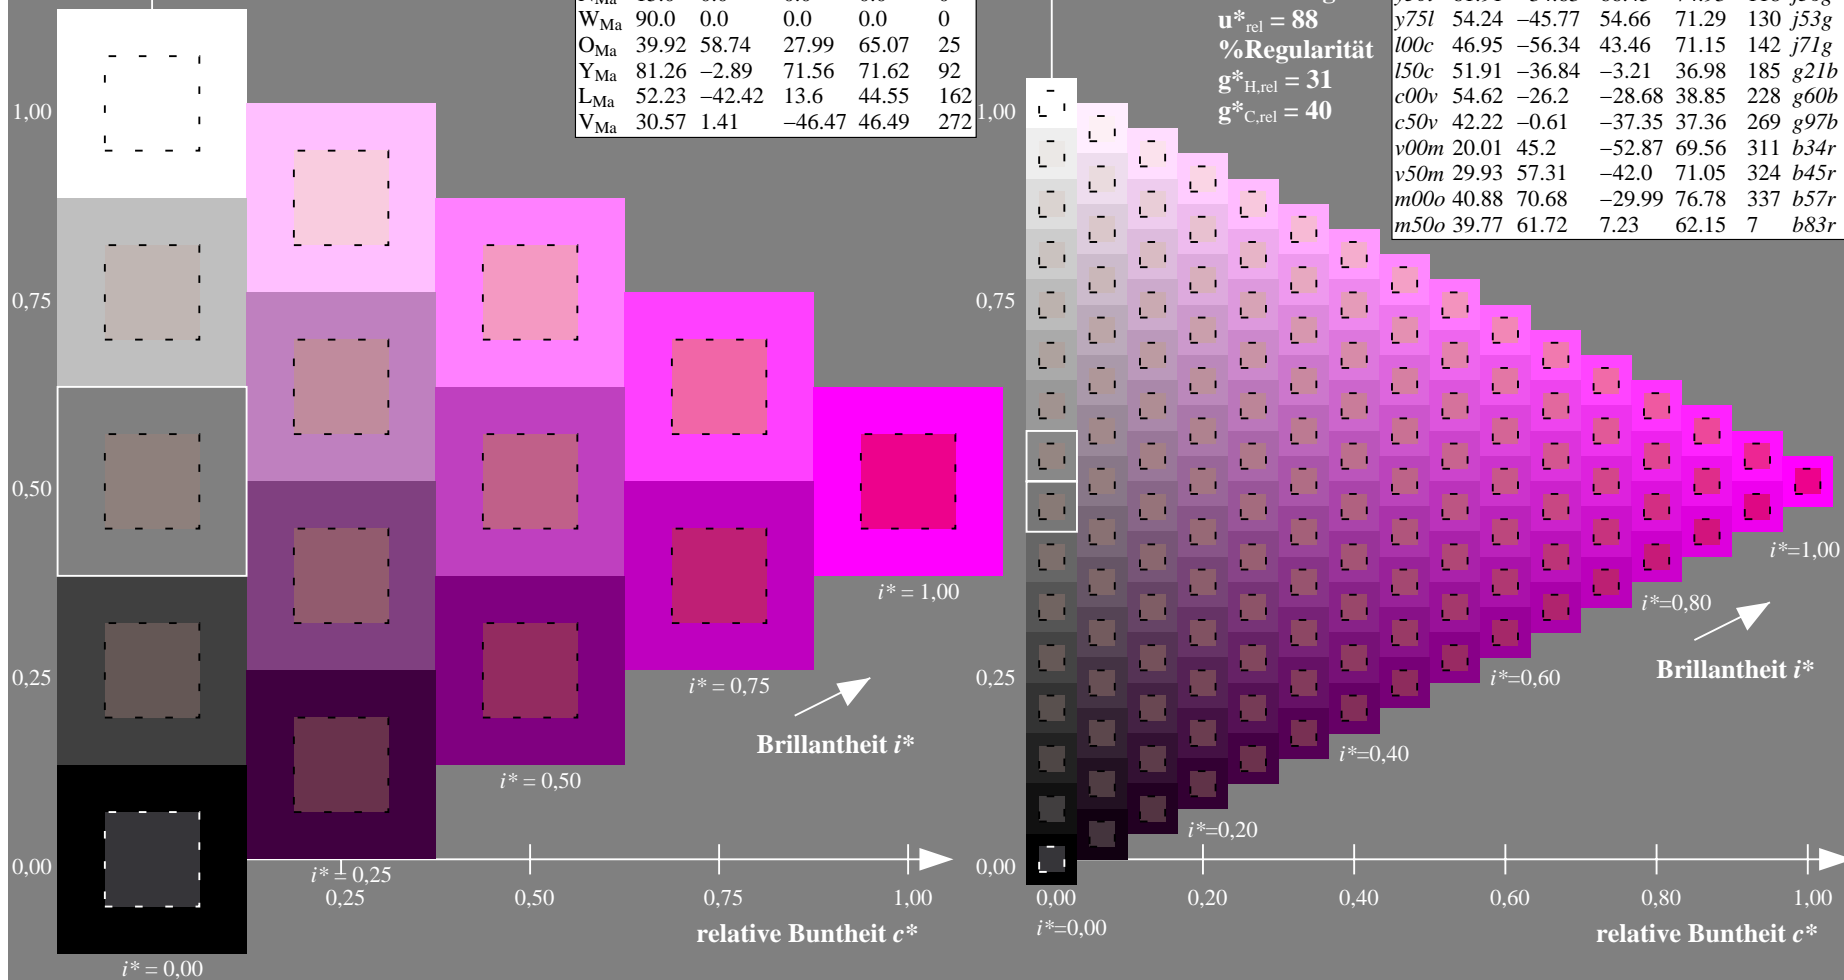 W_Ma 90.0 0.0 0.0 0.0 0
O_Ma 39.92 58.74 27.99 65.07 25
Y_Ma 81.26 −2.89 71.56 71.62 92
L_Ma 52.23 −42.42 13.6 44.55 162
V_Ma 30.57 1.41 −46.47 46.49 272
1,00
0,75
0,50
0,25
0,00
i* = 1,00
i* = 0,75
Brillantheit i*
i* = 0,50
i* = 0,25
0,25 0,50 0,75 1,00
relative Buntheit c*
i* = 0,00
u*rel = 88
%Regularität
g*H,rel = 31
g*C,rel = 40
y75l 54.24 −45.77 54.66 71.29 130 j53g
l00c 46.95 −56.34 43.46 71.15 142 j71g
l50c 51.91 −36.84 −3.21 36.98 185 g21b
c00v 54.62 −26.2 −28.68 38.85 228 g60b
c50v 42.22 −0.61 −37.35 37.36 269 g97b
v00m 20.01 45.2 −52.87 69.56 311 b34r
v50m 29.93 57.31 −42.0 71.05 324 b45r
m00o 40.88 70.68 −29.99 76.78 337 b57r
m50o 39.77 61.72 7.23 62.15 7 b83r
1,00
0,75
0,25
0,00
i*=1,00
i*=0,80
Brillantheit i*
i*=0,60
i*=0,40
i*=0,20
0,00 0,20 0,40 0,60 0,80 1,00
i*=0,00
relative Buntheit c*